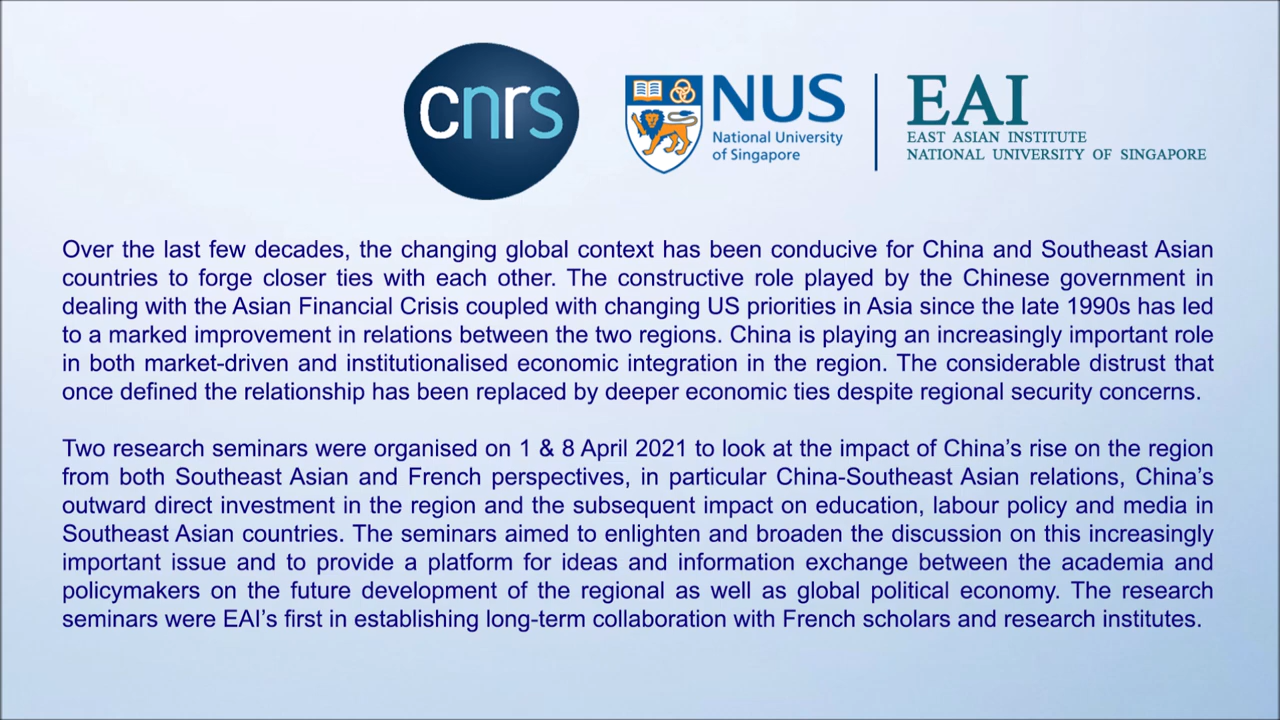 cnrs
NUS
National University
of Singapore
EAI
EAST ASIAN INSTITUTE
NATIONAL UNIVERSITY OF SINGAPORE
Over the last few decades, the changing global context has been conducive for China and Southeast Asian
countries to forge closer ties with each other. The constructive role played by the Chinese government in
dealing with the Asian Financial Crisis coupled with changing US priorities in Asia since the late 1990s has led
to a marked improvement in relations between the two regions. China is playing an increasingly important role
in both market-driven and institutionalised economic integration in the region. The considerable distrust that
once defined the relationship has been replaced by deeper economic ties despite regional security concerns.
Two research seminars were organised on 1 & 8 April 2021 to look at the impact of China’s rise on the region
from both Southeast Asian and French perspectives, in particular China-Southeast Asian relations, China’s
outward direct investment in the region and the subsequent impact on education, labour policy and media in
Southeast Asian countries. The seminars aimed to enlighten and broaden the discussion on this increasingly
important issue and to provide a platform for ideas and information exchange between the academia and
policymakers on the future development of the regional as well as global political economy. The research
seminars were EAI’s first in establishing long-term collaboration with French scholars and research institutes.